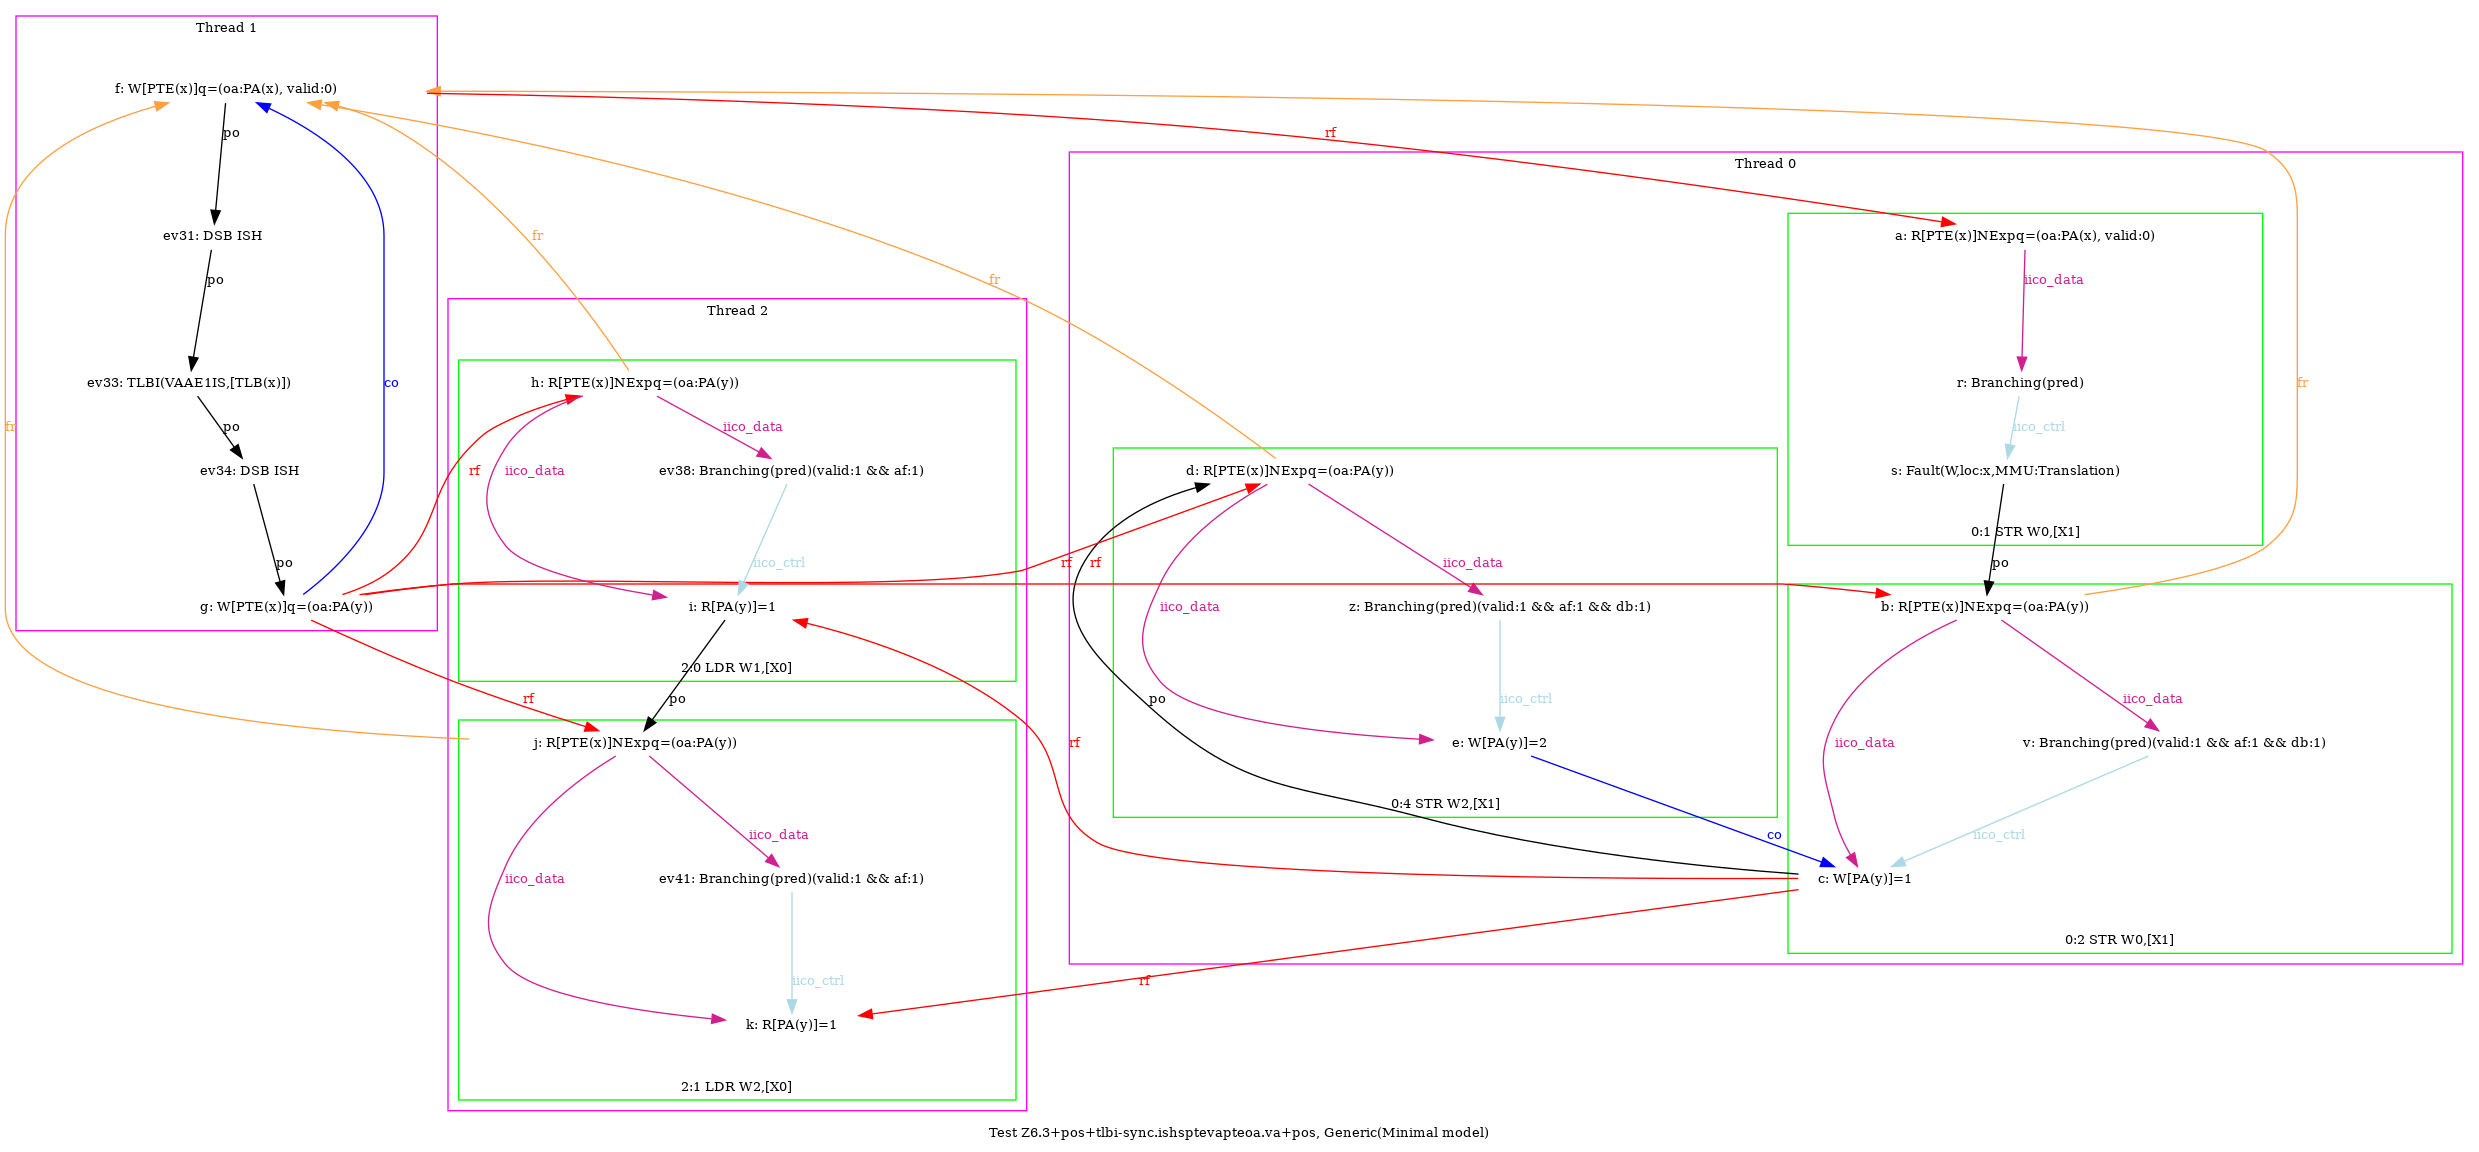 Thread 1
f: W[PTE(x)]q=(oa:PA(x), valid:0)
po
rf
Thread 0
ev31: DSB ISH
fr
a: R[PTE(x)]NExpq=(oa:PA(x), valid:0)
po
fr
iico_data
Thread 2
ev33: TLBI(VAAE1IS,[TLB(x)])
co
h: R[PTE(x)]NExpq=(oa:PA(y))
r: Branching(pred)
fr
fr
po
iico_data
iico_ctrl
ev34: DSB ISH
rf
iico_data
ev38: Branching(pred)(valid:1 && af:1)
d: R[PTE(x)]NExpq=(oa:PA(y))
s: Fault(W,loc:x,MMU:Translation)
0:1 STR W0,[X1]
po
iico_ctrl
rf
rf
iico_data
po
g: W[PTE(x)]q=(oa:PA(y))
i: R[PA(y)]=1
iico_data
z: Branching(pred)(valid:1 && af:1 && db:1)
b: R[PTE(x)]NExpq=(oa:PA(y))
2:0 LDR W1,[X0]
rf
po
po
iico_ctrl
iico_data
j: R[PTE(x)]NExpq=(oa:PA(y))
rf
e: W[PA(y)]=2
iico_data
v: Branching(pred)(valid:1 && af:1 && db:1)
0:4 STR W2,[X1]
iico_data
co
iico_ctrl
iico_data
ev41: Branching(pred)(valid:1 && af:1)
c: W[PA(y)]=1
0:2 STR W0,[X1]
iico_ctrl
rf
k: R[PA(y)]=1
2:1 LDR W2,[X0]
Test Z6.3+pos+tlbi-sync.ishsptevapteoa.va+pos, Generic(Minimal model)